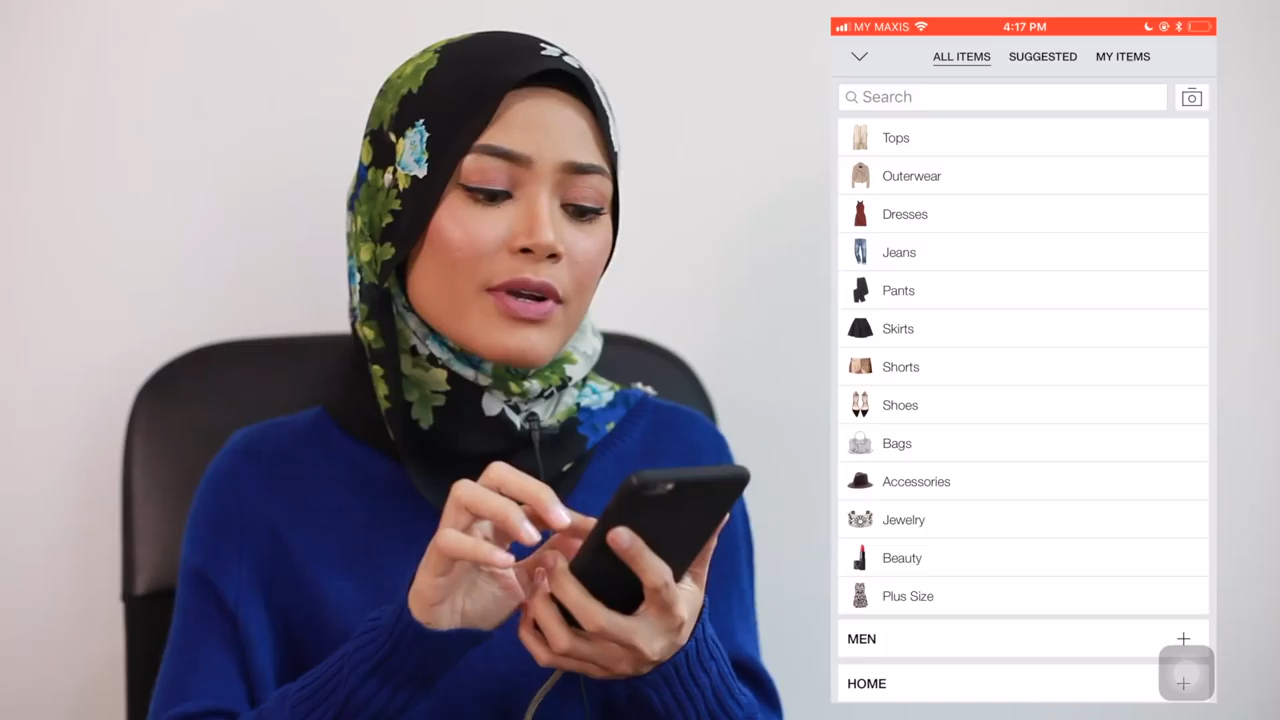 MY MAXIS 4:17 PM
ALL ITEMS SUGGESTED MY ITEMS
Search
Tops
Outerwear
Dresses
Jeans
Pants
Skirts
Shorts
Shoes
Bags
Accessories
Jewelry
Beauty
Plus Size
MEN
HOME